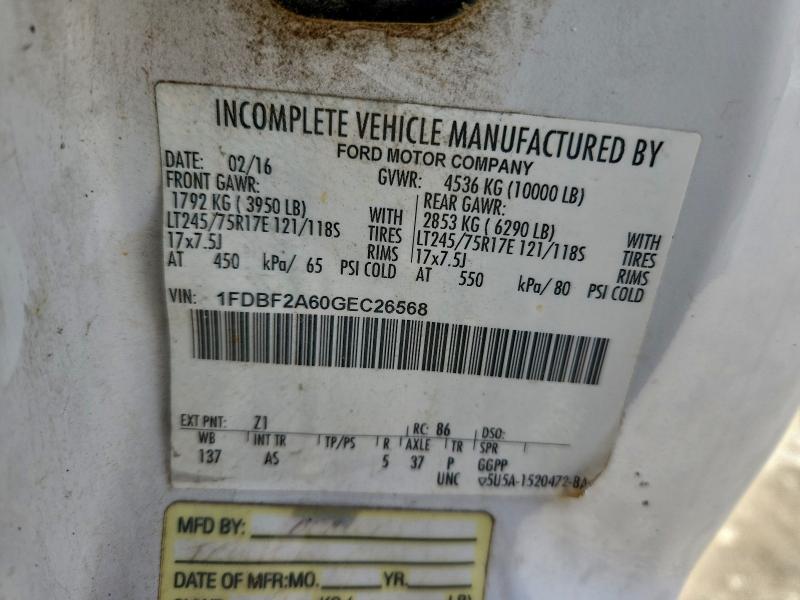 INCOMPLETE VEHICLE MANUFACTURED BY
FORD MOTOR COMPANY
DATE: 02/16 GVWR: 4536 KG (10000 LB)
FRONT GAWR: REAR GAWR:
1792 KG ( 3950 LB) WITH 2853 KG ( 6290 LB) WITH
LT245/75R17E 121/118S TIRES LT245/75R17E 121/118S TIRES
17x7.5J RIMS 17x7.5J RIMS
AT 450 kPa/ 65 PSI COLD AT 550 kPa/ 80 PSI COLD
VIN: 1FDBF2A60GEC26568
EXT PNT: Z1 RC: 86 DSO:
WB INT TR TP/PS R AXLE TR SPR
137 AS 5 37 P GGPP
UNC 5U5A-1520472-BA
MFD BY:
DATE OF MFR: MO. YR.